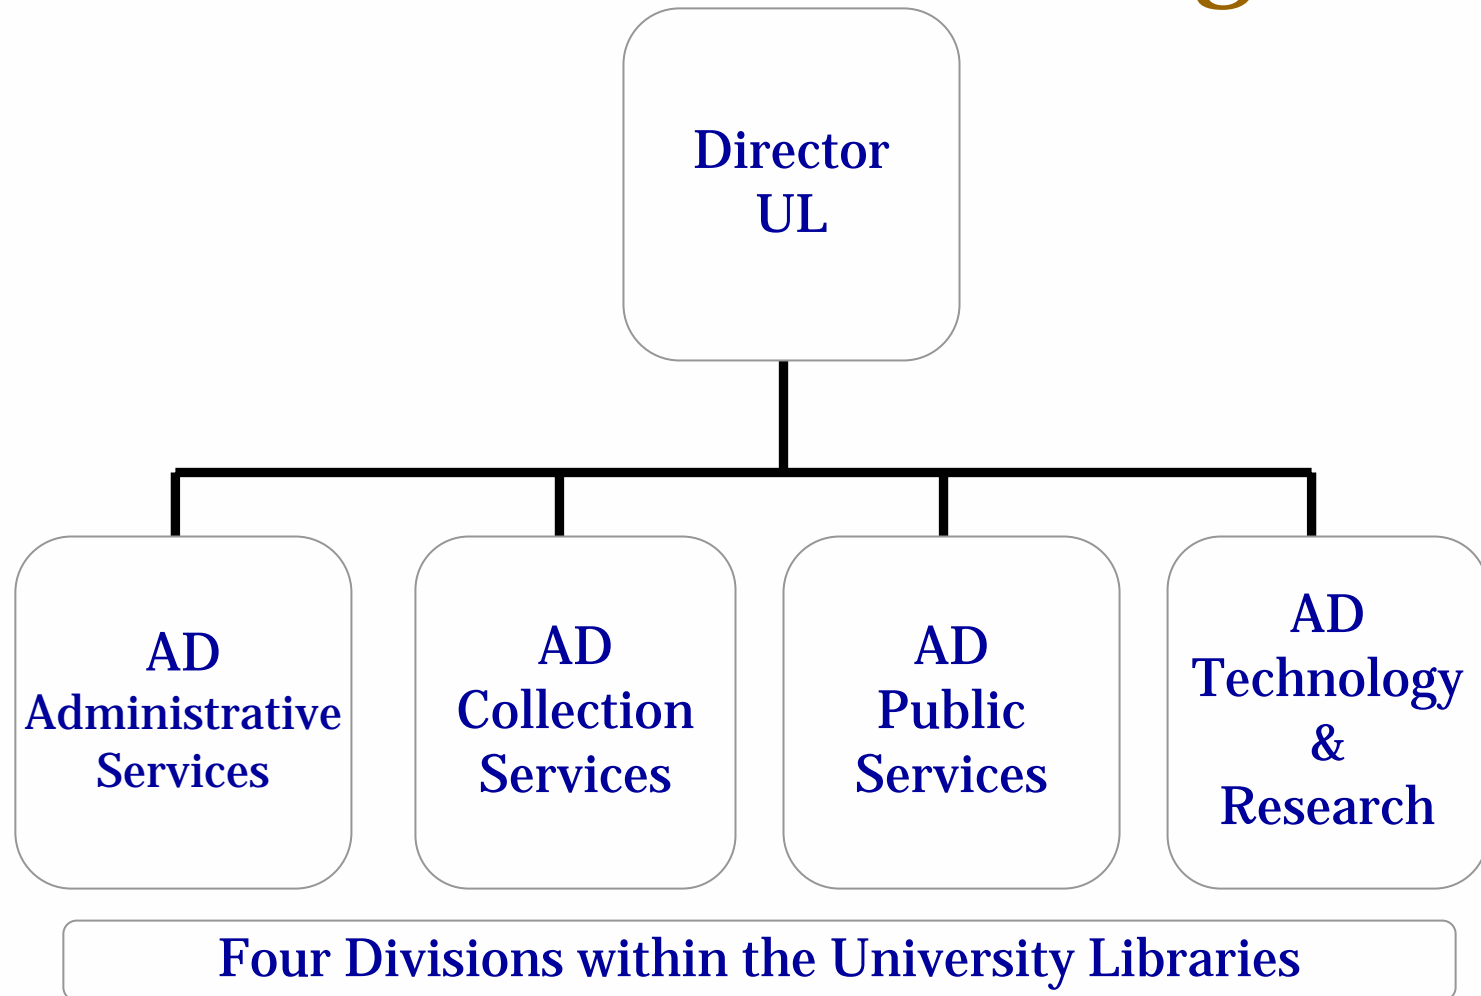 Director
UL
AD
Administrative
Services
AD
Collection
Services
AD
Public
Services
AD
Technology
&
Research
Four Divisions within the University Libraries